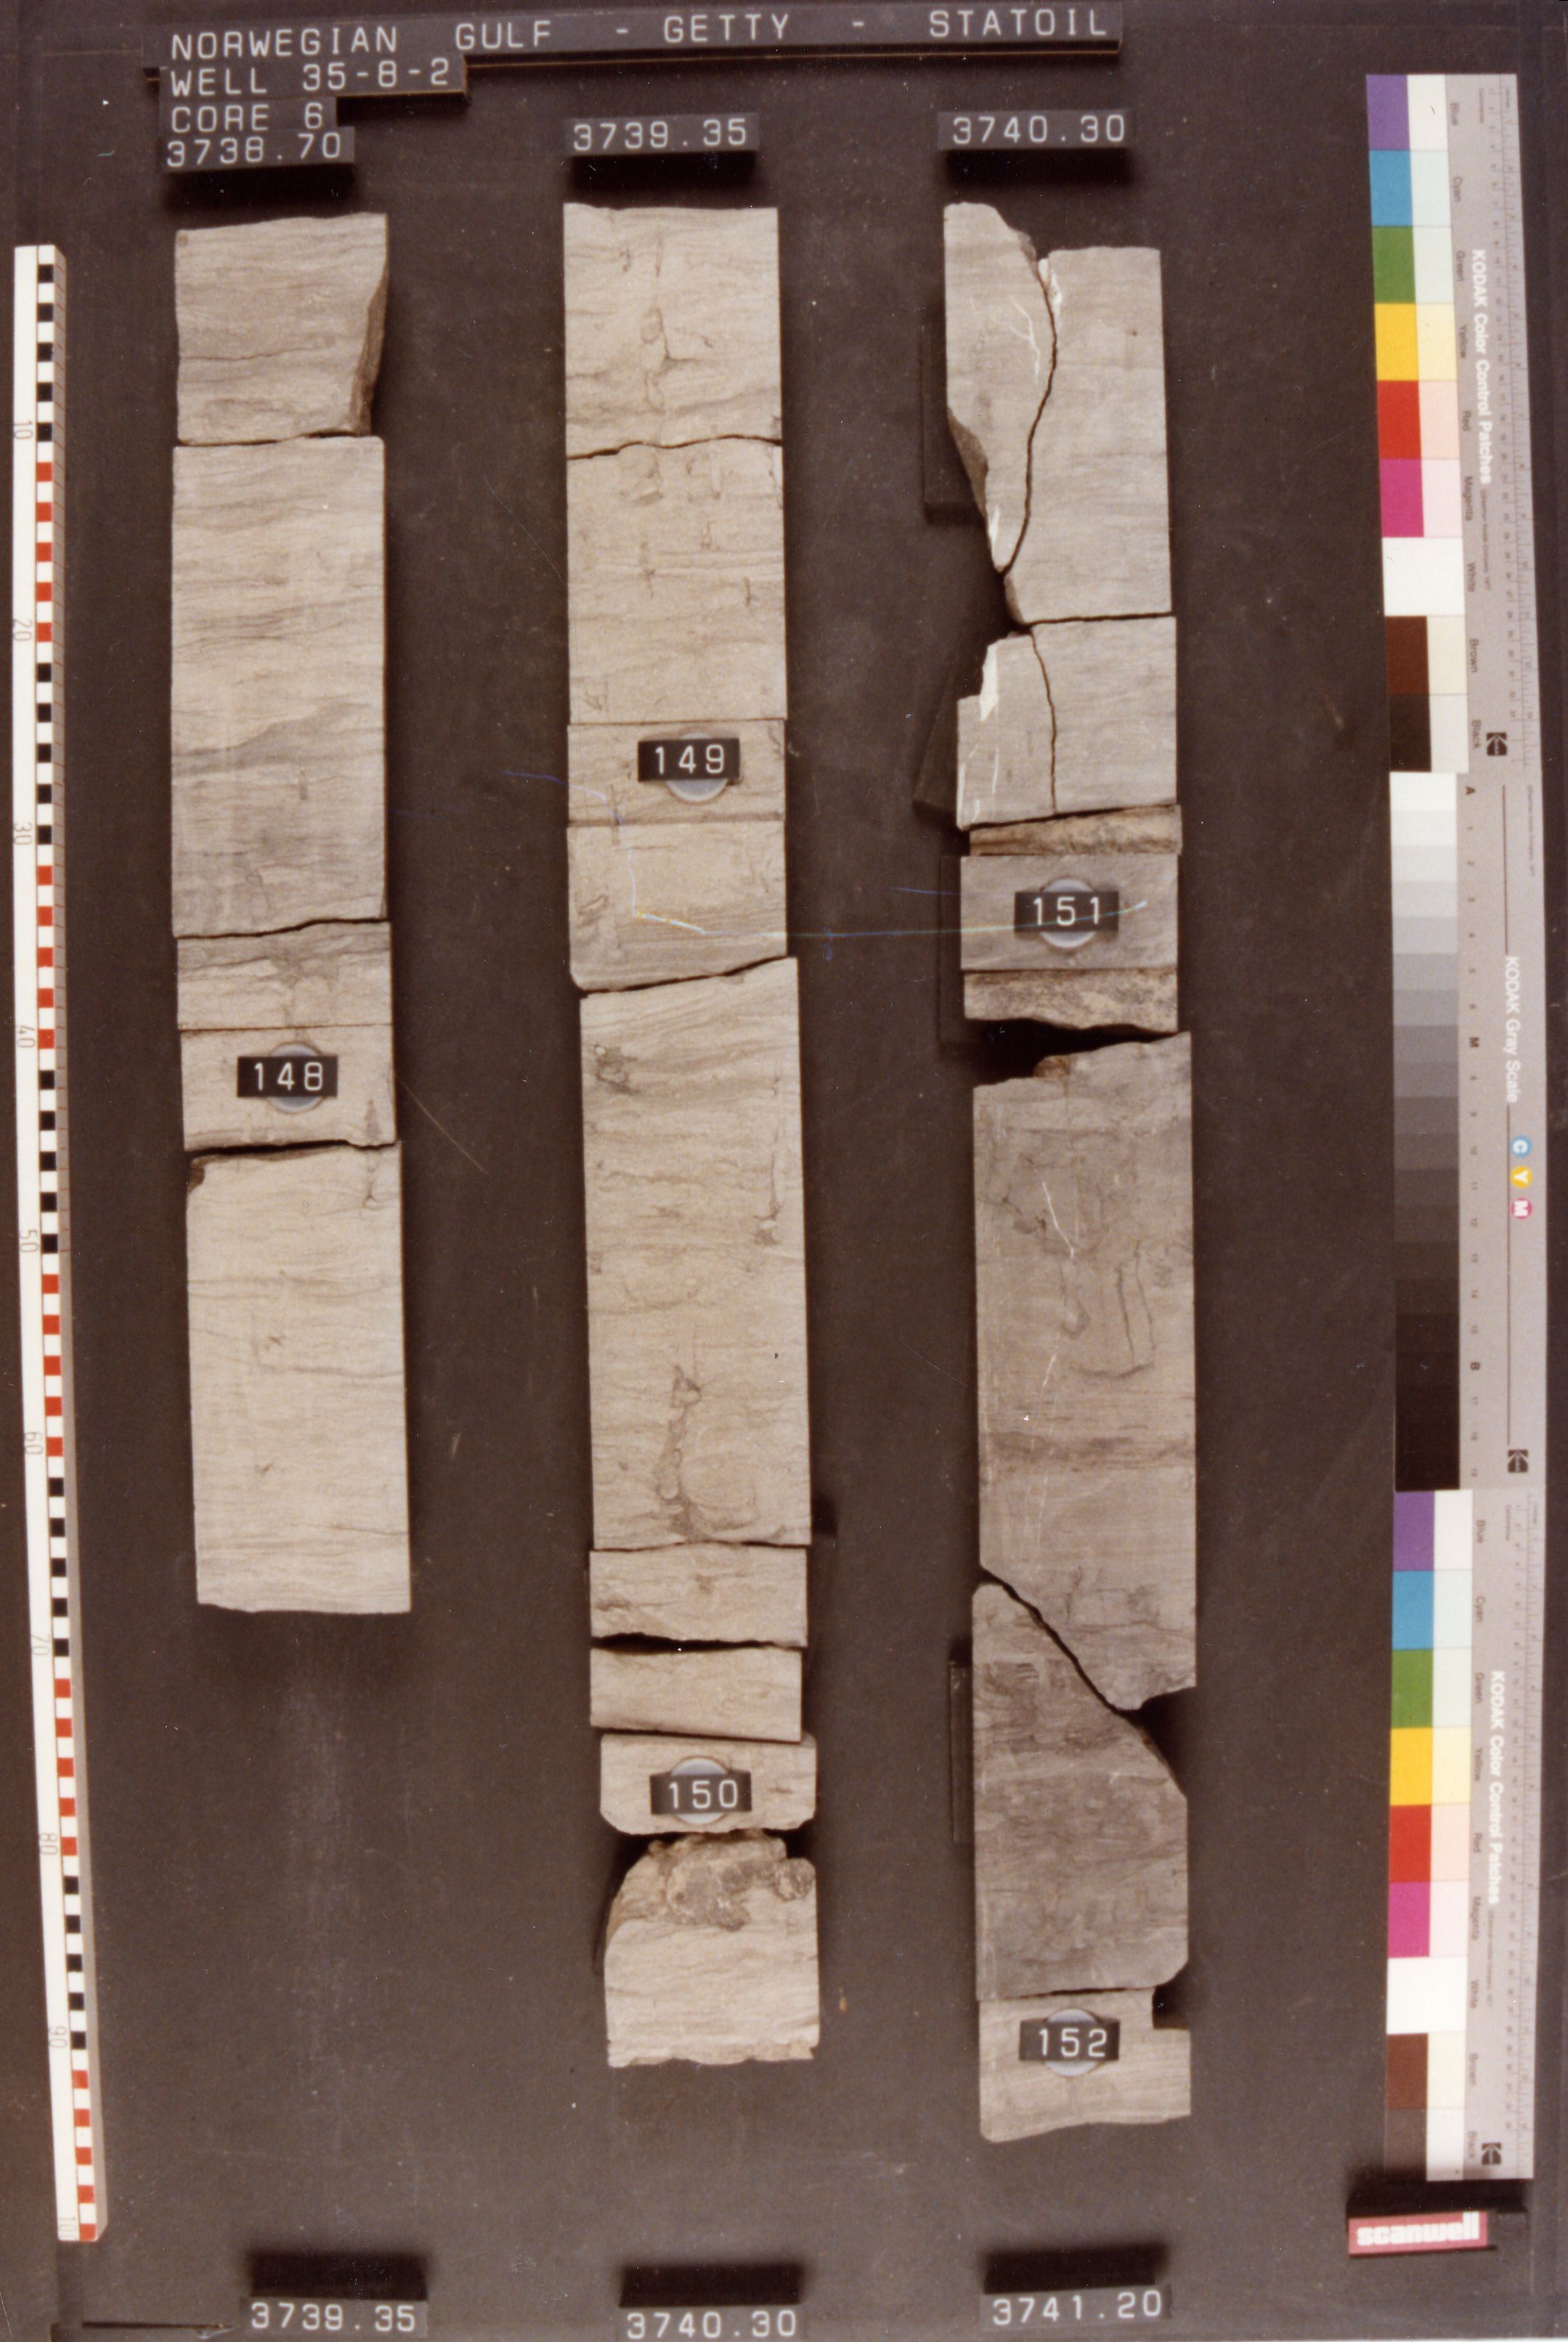 NORWEGIAN GULF - GETTY - STATOIL
WELL 35-8-2
CORE 6
3738.70
3739.35
3740.30
10
20
30
40
50
60
70
80
90
148
149
150
151
152
3739.35
3740.30
3741.20
KODAK Color Control Patches
Blue
Cyan
Green
Yellow
Red
Magenta
White
Brown
Black
KODAK Gray Scale
C Y M
A 1 2 3 4 5 6 M 8 9 10 11 12 13 14 15 B 17 18 19
KODAK Color Control Patches
Blue
Cyan
Green
Yellow
Red
Magenta
White
Brown
Black
scanwell